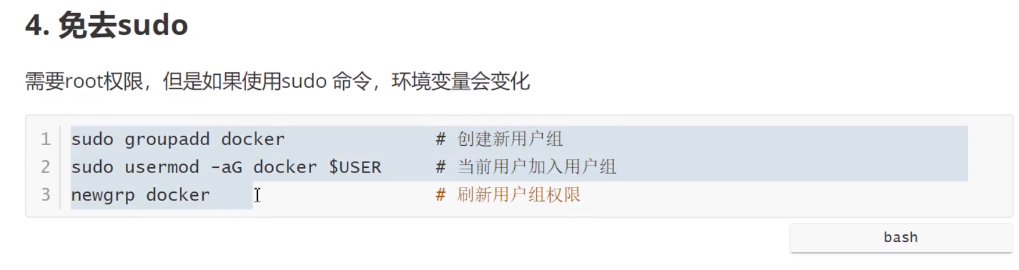 4. 免去sudo
需要root权限，但是如果使用sudo 命令，环境变量会变化
1 sudo groupadd docker # 创建新用户组
2 sudo usermod -aG docker $USER # 当前用户加入用户组
3 newgrp docker # 刷新用户组权限
bash